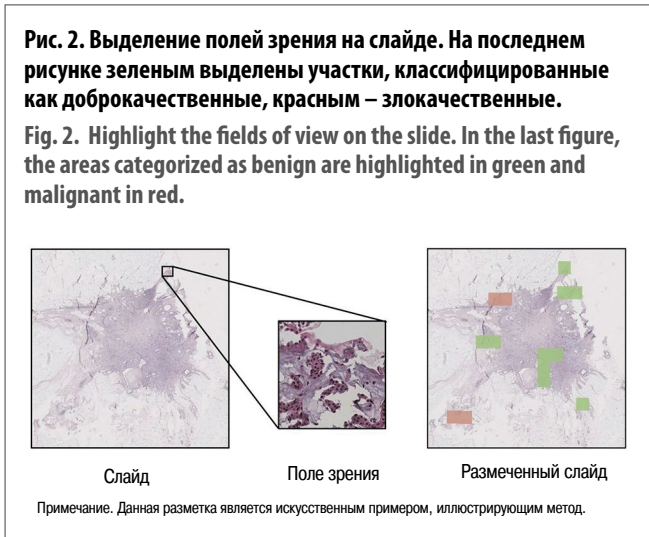 Рис. 2. Выделение полей зрения на слайде. На последнем
рисунке зеленым выделены участки, классифицированные
как доброкачественные, красным – злокачественные.
Fig. 2. Highlight the fields of view on the slide. In the last figure,
the areas categorized as benign are highlighted in green and
malignant in red.
Слайд
Поле зрения
Размеченный слайд
Примечание. Данная разметка является искусственным примером, иллюстрирующим метод.